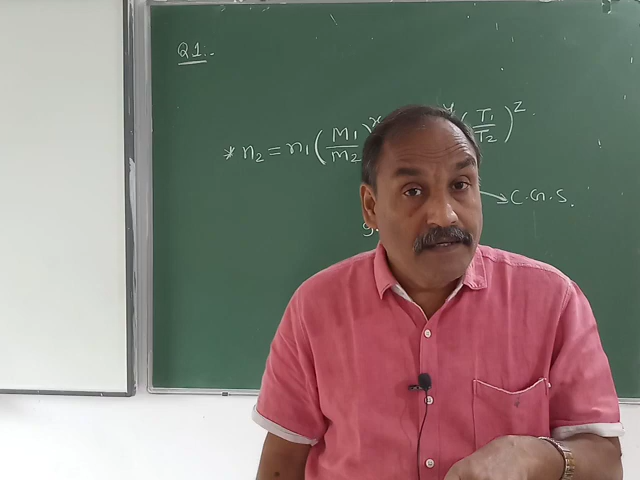 Q1..
* n₂ = n₁ (M₁/M₂)ˣ ʸ (T₁/T₂)ᶻ
C.G.S.